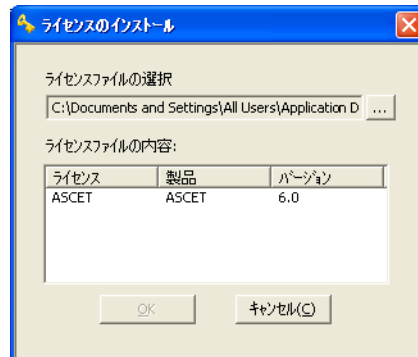 ライセンスのインストール
ライセンスファイルの選択
C:\Documents and Settings\All Users\Application D ...
ライセンスファイルの内容:
ライセンス 製品 バージョン
ASCET ASCET 6.0
OK キャンセル(C)